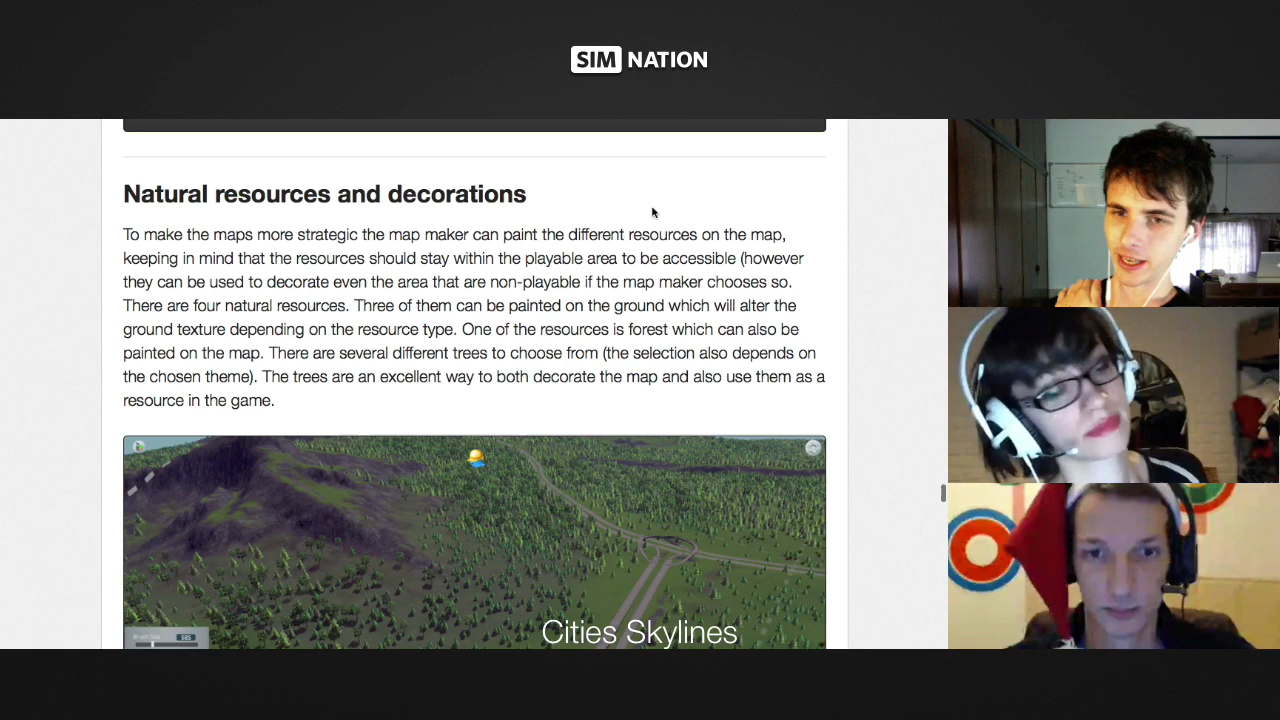 SIM NATION
Natural resources and decorations
To make the maps more strategic the map maker can paint the different resources on the map,
keeping in mind that the resources should stay within the playable area to be accessible (however
they can be used to decorate even the area that are non-playable if the map maker chooses so.
There are four natural resources. Three of them can be painted on the ground which will alter the
ground texture depending on the resource type. One of the resources is forest which can also be
painted on the map. There are several different trees to choose from (the selection also depends on
the chosen theme). The trees are an excellent way to both decorate the map and also use them as a
resource in the game.
Brush Size 585
Cities Skylines